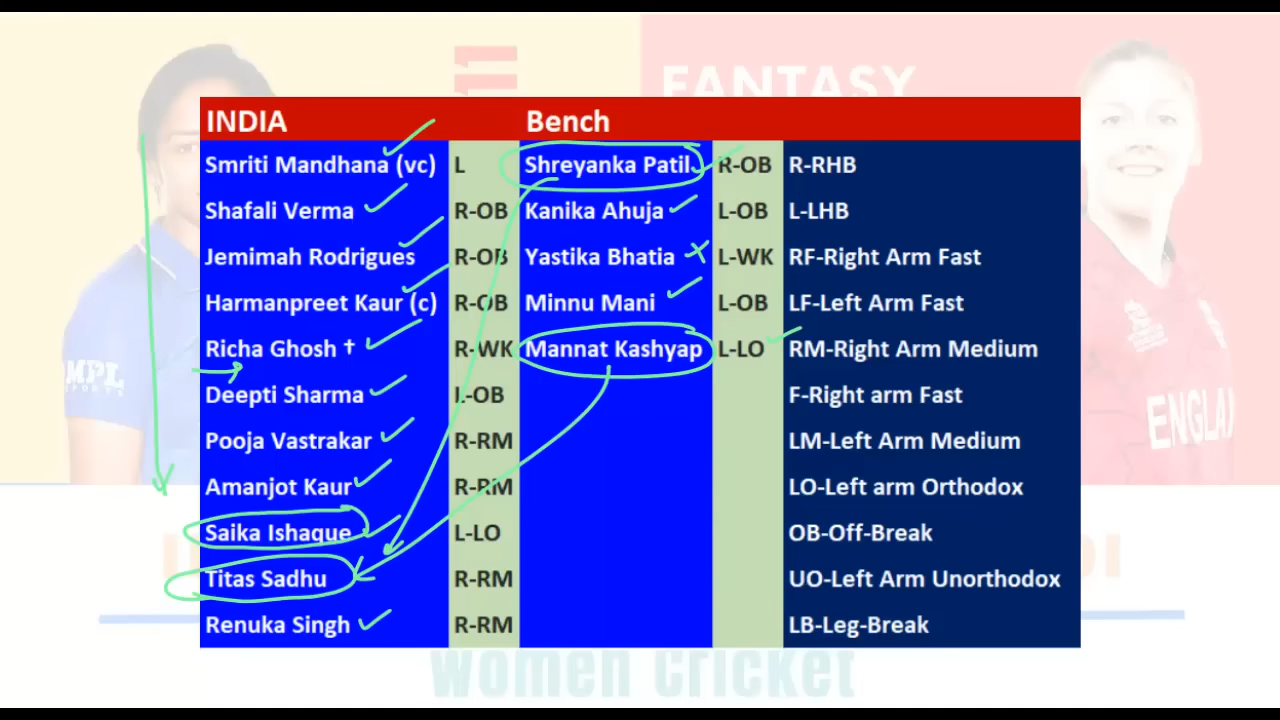 FANTASY
INDIA Bench
Smriti Mandhana (vc) L Shreyanka Patil R-OB R-RHB
Shafali Verma R-OB Kanika Ahuja L-OB L-LHB
Jemimah Rodrigues R-OB Yastika Bhatia L-WK RF-Right Arm Fast
Harmanpreet Kaur (c) R-OB Minnu Mani L-OB LF-Left Arm Fast
Richa Ghosh † R-WK Mannat Kashyap L-LO RM-Right Arm Medium
Deepti Sharma L-OB F-Right arm Fast
Pooja Vastrakar R-RM LM-Left Arm Medium
Amanjot Kaur R-RM LO-Left arm Orthodox
Saika Ishaque L-LO OB-Off-Break
Titas Sadhu R-RM UO-Left Arm Unorthodox
Renuka Singh R-RM LB-Leg-Break
MPL
SPORTS
ENGLAN
Women Cricket